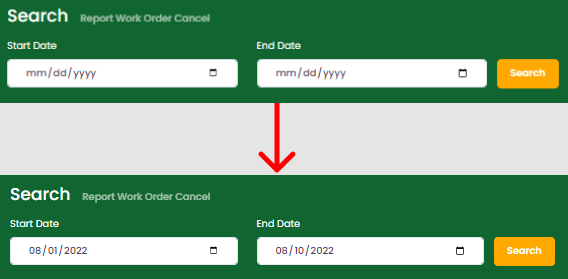 Search Report Work Order Cancel
Start Date End Date
mm/dd/yyyy mm/dd/yyyy Search
Search Report Work Order Cancel
Start Date End Date
08/01/2022 08/10/2022 Search